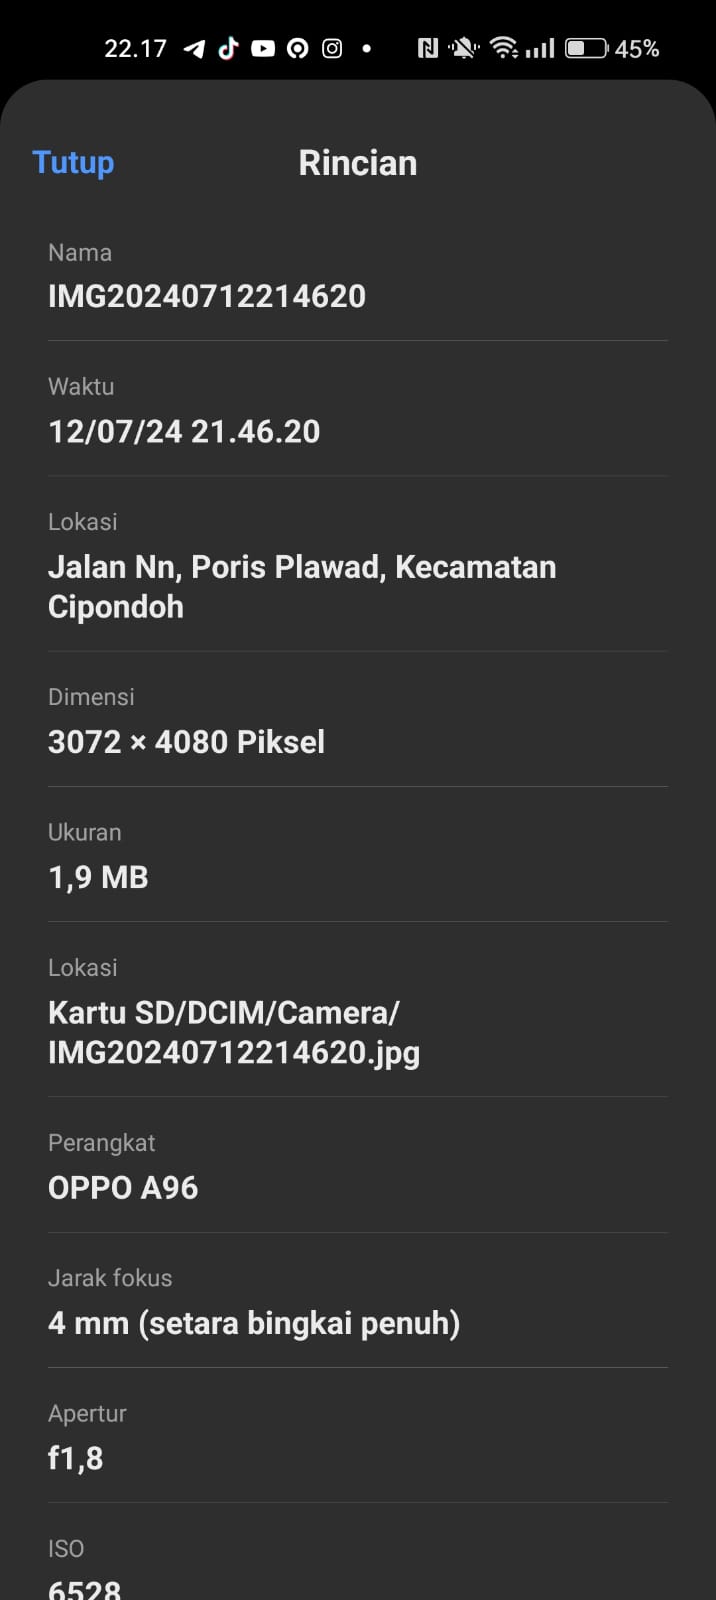 22.17
45%
Tutup
Rincian
Nama
IMG20240712214620
Waktu
12/07/24 21.46.20
Lokasi
Jalan Nn, Poris Plawad, Kecamatan
Cipondoh
Dimensi
3072 × 4080 Piksel
Ukuran
1,9 MB
Lokasi
Kartu SD/DCIM/Camera/
IMG20240712214620.jpg
Perangkat
OPPO A96
Jarak fokus
4 mm (setara bingkai penuh)
Apertur
f1,8
ISO
6528